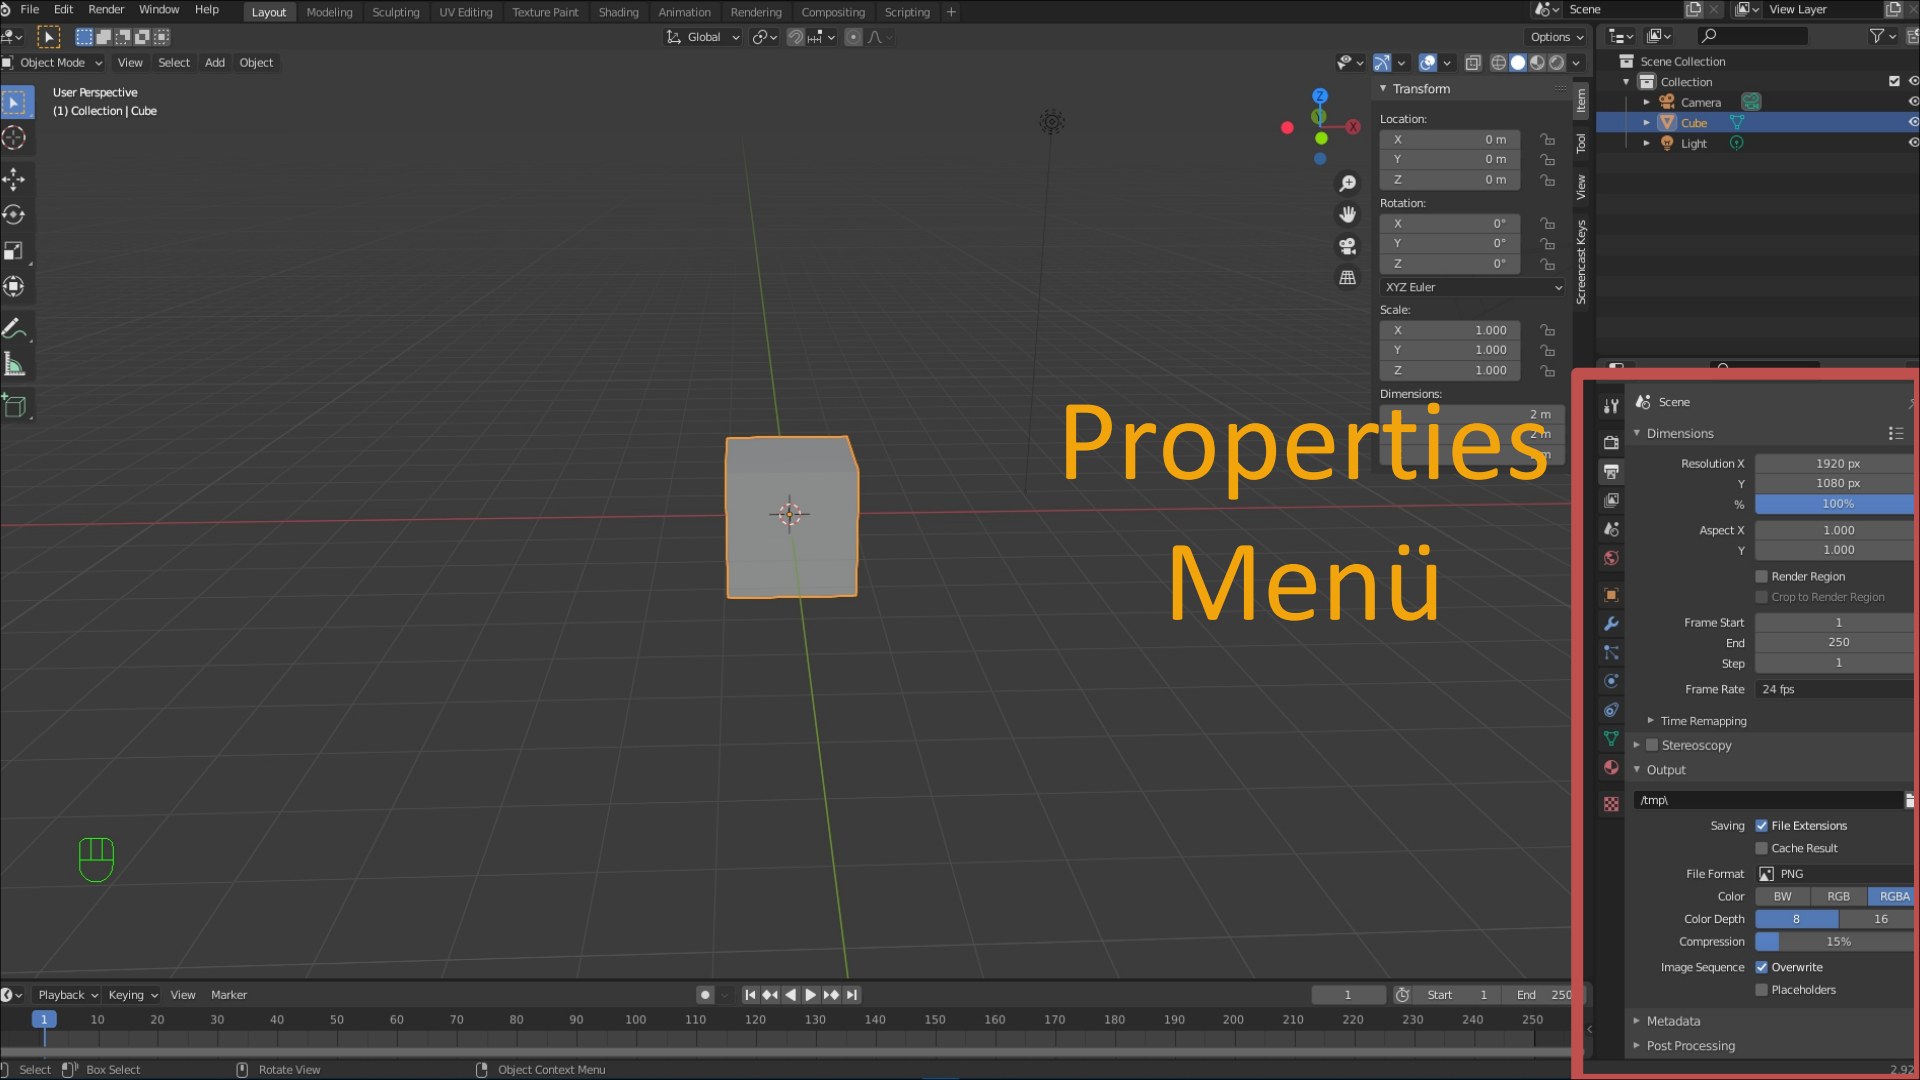 File Edit Render Window Help Layout Modeling Sculpting UV Editing Texture Paint Shading Animation Rendering Compositing Scripting + Scene View Layer
Global Options
Object Mode View Select Add Object
User Perspective
(1) Collection | Cube
Z
X
Transform
Location:
X 0 m
Y 0 m
Z 0 m
Rotation:
X 0°
Y 0°
Z 0°
XYZ Euler
Scale:
X 1.000
Y 1.000
Z 1.000
Dimensions:
2 m
2 m
Item
Tool
View
Screencast Keys
Scene Collection
Collection
Camera
Cube
Light
Properties
Menü
Scene
Dimensions
Resolution X 1920 px
Y 1080 px
% 100%
Aspect X 1.000
Y 1.000
Render Region
Crop to Render Region
Frame Start 1
End 250
Step 1
Frame Rate 24 fps
Time Remapping
Stereoscopy
Output
/tmp\
Saving File Extensions
Cache Result
File Format PNG
Color BW RGB RGBA
Color Depth 8 16
Compression 15%
Image Sequence Overwrite
Placeholders
Metadata
Post Processing
Playback Keying View Marker 1 Start 1 End 250
1 10 20 30 40 50 60 70 80 90 100 110 120 130 140 150 160 170 180 190 200 210 220 230 240 250
Select Box Select Rotate View Object Context Menu 2.92